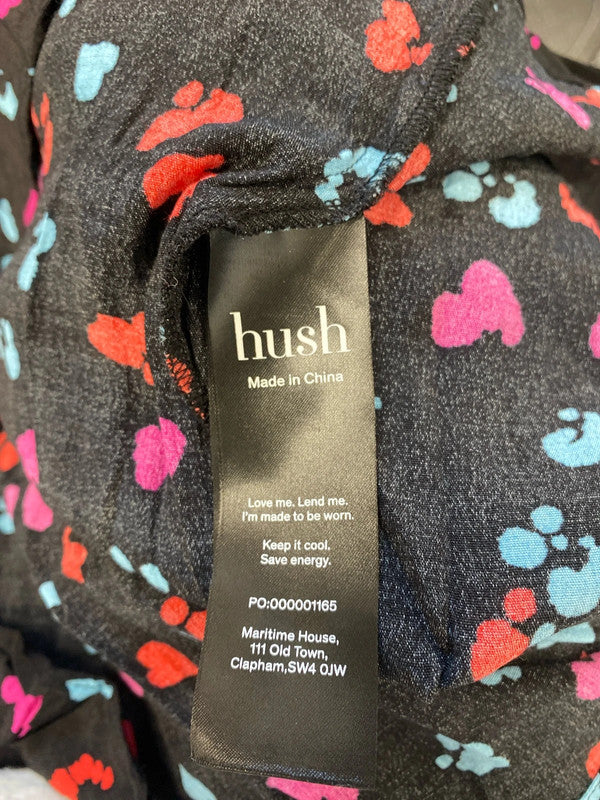 hush
Made in China
Love me. Lend me.
I'm made to be worn.
Keep it cool.
Save energy.
PO:000001165
Maritime House,
111 Old Town,
Clapham,SW4 0JW